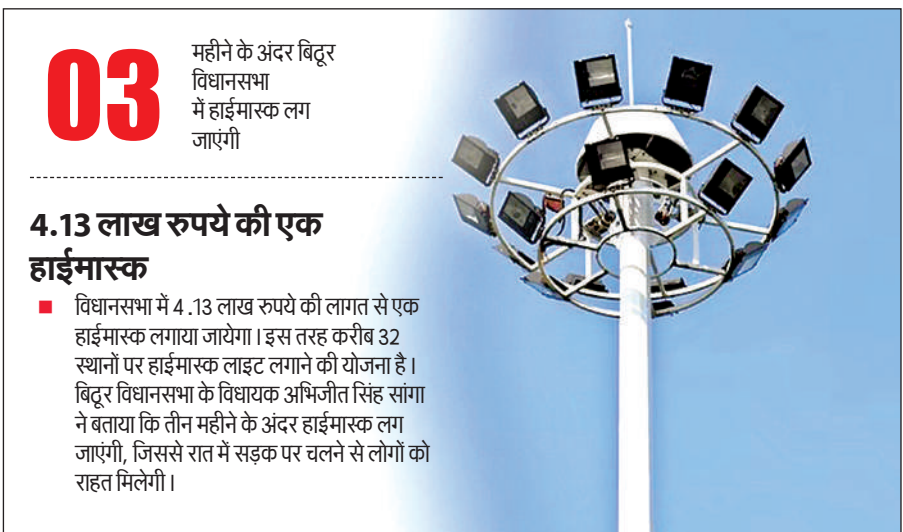 03
महीने के अंदर बिठूर
विधानसभा
में हाईमास्क लग
जाएंगी
4.13 लाख रुपये की एक
हाईमास्क
विधानसभा में 4 .13 लाख रुपये की लागत से एक
हाईमास्क लगाया जायेगा । इस तरह करीब 32
स्थानों पर हाईमास्क लाइट लगाने की योजना है ।
बिठूर विधानसभा के विधायक अभिजीत सिंह सांगा
ने बताया कि तीन महीने के अंदर हाईमास्क लग
जाएंगी, जिससे रात में सड़क पर चलने से लोगों को
राहत मिलेगी ।